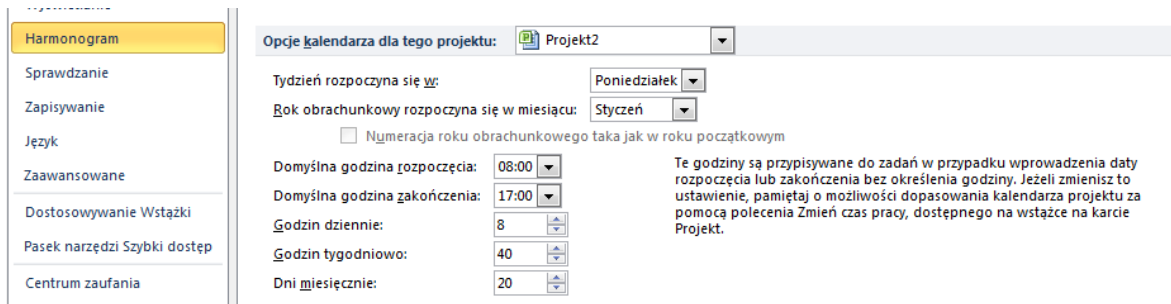 Harmonogram
Sprawdzanie
Zapisywanie
Język
Zaawansowane
Dostosowywanie Wstążki
Pasek narzędzi Szybki dostęp
Centrum zaufania
Opcje kalendarza dla tego projektu: Projekt2
Tydzień rozpoczyna się w: Poniedziałek
Rok obrachunkowy rozpoczyna się w miesiącu: Styczeń
Numeracja roku obrachunkowego taka jak w roku początkowym
Domyślna godzina rozpoczęcia: 08:00
Domyślna godzina zakończenia: 17:00
Godzin dziennie: 8
Godzin tygodniowo: 40
Dni miesięcznie: 20
Te godziny są przypisywane do zadań w przypadku wprowadzenia daty
rozpoczęcia lub zakończenia bez określenia godziny. Jeżeli zmienisz to
ustawienie, pamiętaj o możliwości dopasowania kalendarza projektu za
pomocą polecenia Zmień czas pracy, dostępnego na wstążce na karcie
Projekt.